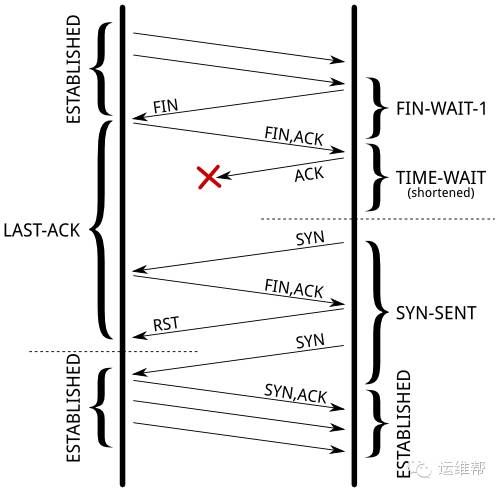 ESTABLISHED
FIN
FIN-WAIT-1
FIN,ACK
ACK
TIME-WAIT
(shortened)
LAST-ACK
SYN
FIN,ACK
SYN-SENT
RST
SYN
ESTABLISHED
SYN,ACK
ESTABLISHED
运维帮